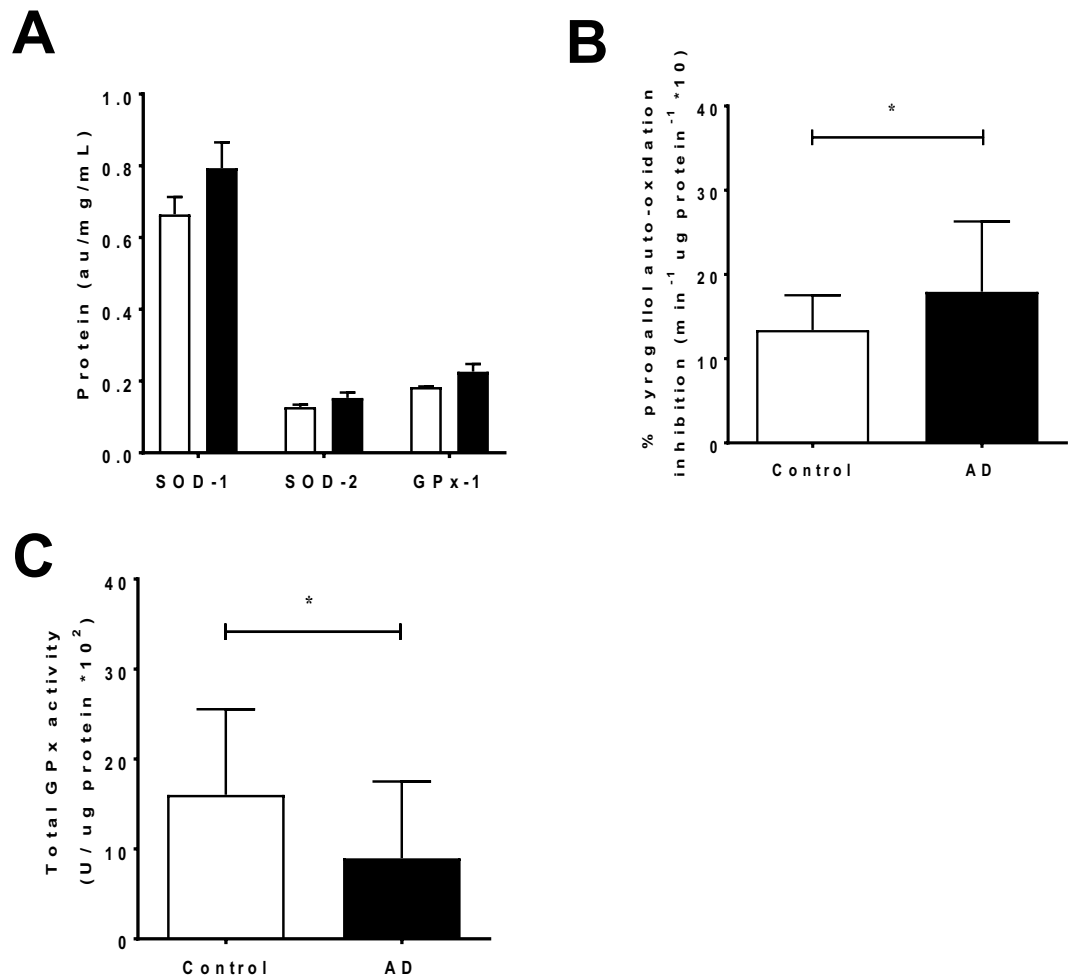 A
Protein (au/mg/mL)
1.0
0.8
0.6
0.4
0.2
0.0
SOD-1 SOD-2 GPx-1
B
% pyrogallol auto-oxidation
inhibition (min⁻¹ ug protein⁻¹ *10)
40
30
20
10
0
*
Control AD
C
Total GPx activity
(U/ug protein *10²)
40
30
20
10
0
*
Control AD